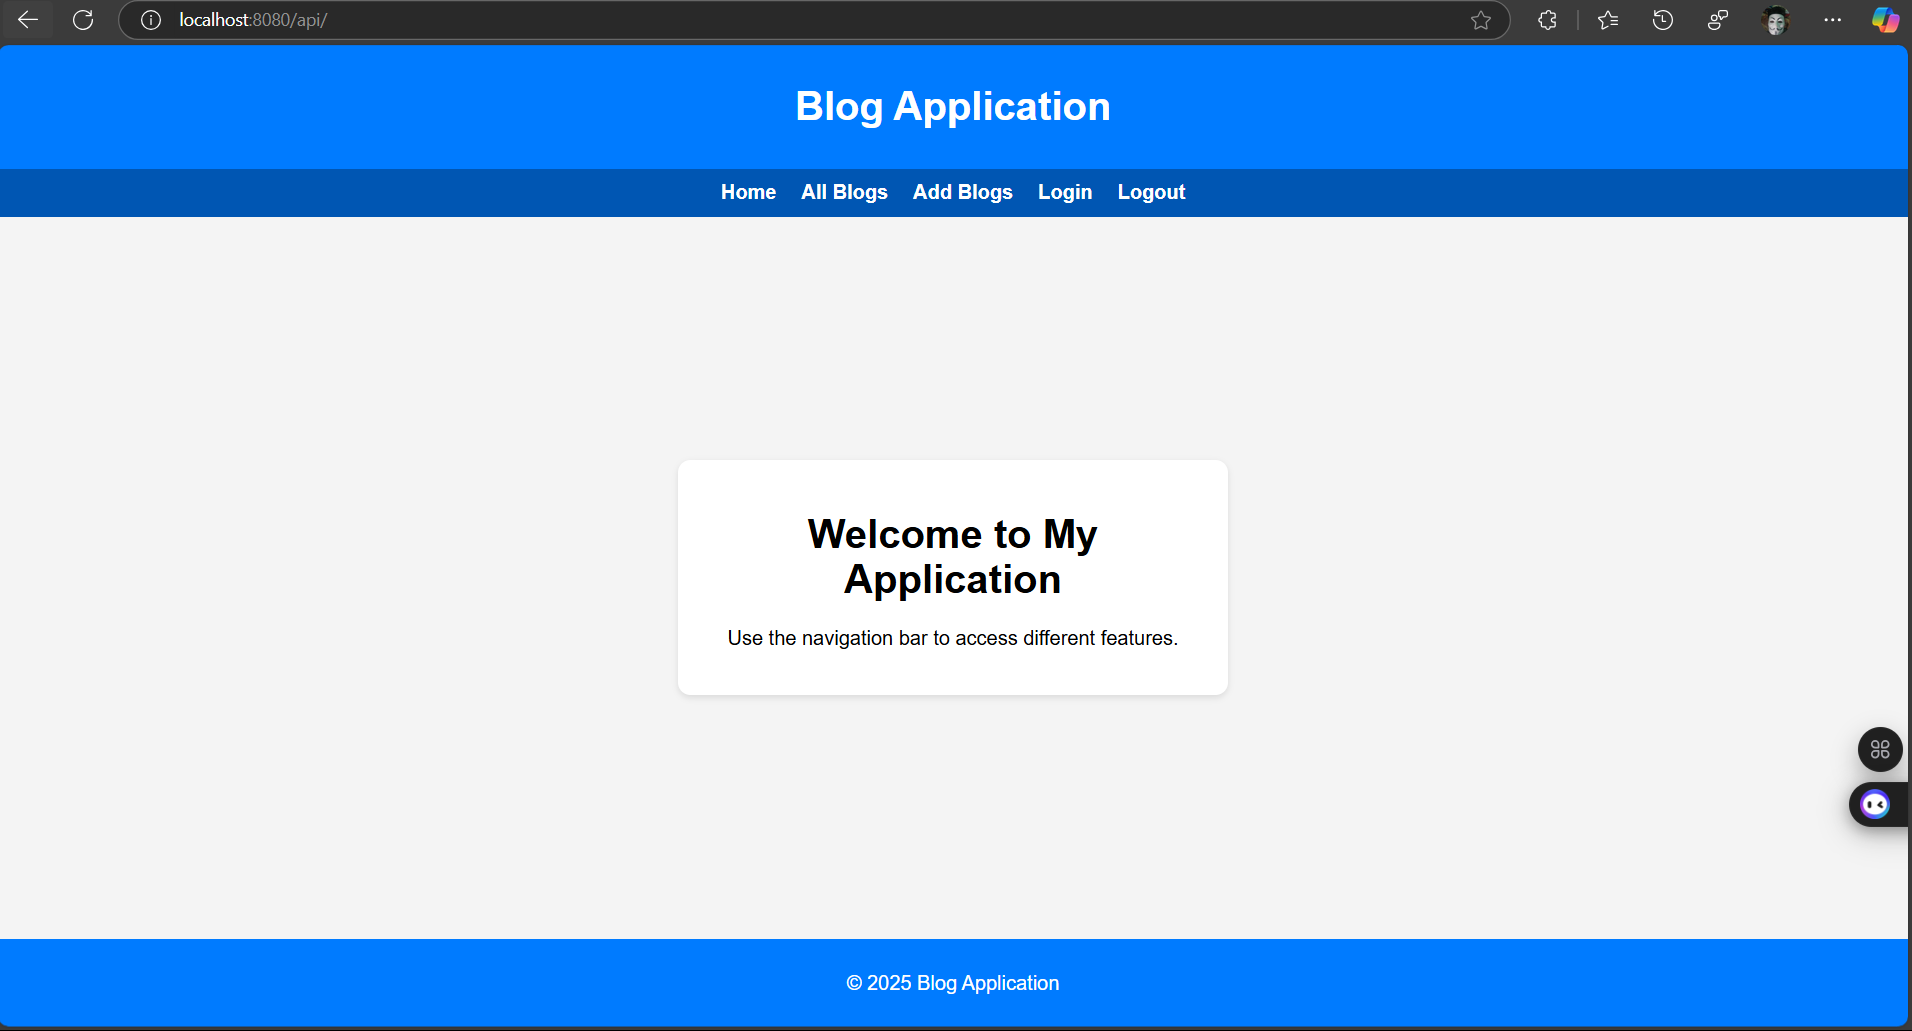 localhost:8080/api/
Blog Application
Home All Blogs Add Blogs Login Logout
Welcome to My
Application
Use the navigation bar to access different features.
© 2025 Blog Application